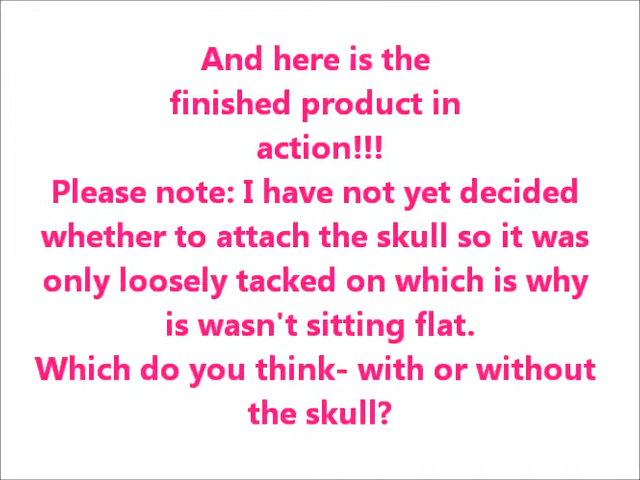 And here is the
finished product in
action!!!
Please note: I have not yet decided
whether to attach the skull so it was
only loosely tacked on which is why
is wasn't sitting flat.
Which do you think- with or without
the skull?